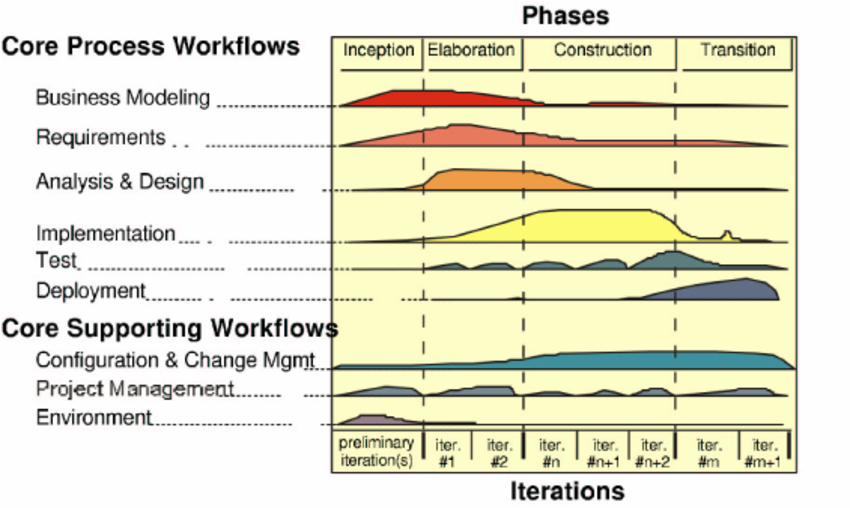 Phases
Core Process Workflows
Inception Elaboration Construction Transition
Business Modeling
Requirements
Analysis & Design
Implementation
Test
Deployment
Core Supporting Workflows
Configuration & Change Mgmt
Project Management
Environment
preliminary iteration(s) iter. #1 iter. #2 iter. #n iter. #n+1 iter. #n+2 iter. #m iter. #m+1
Iterations